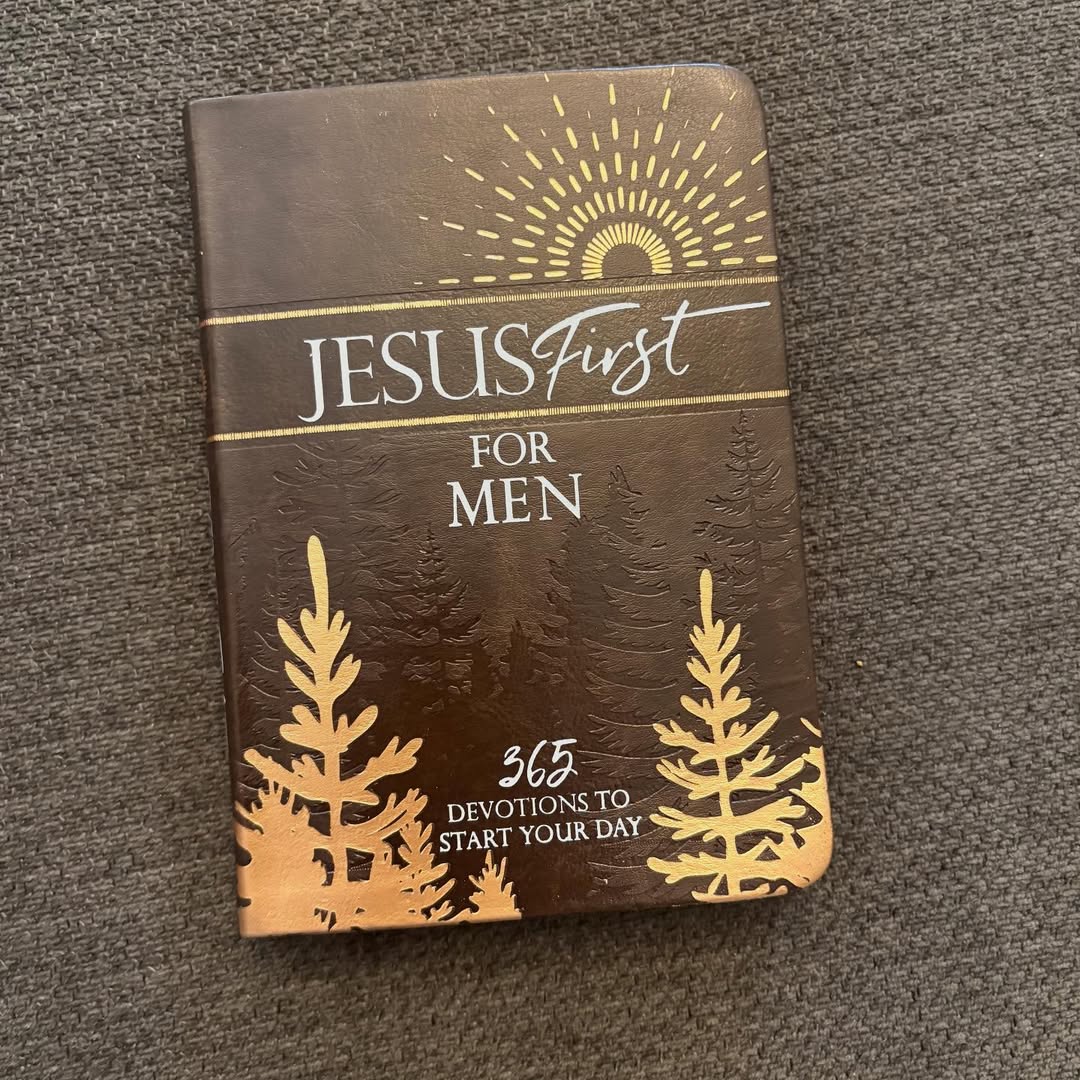 JESUS First
FOR
MEN
365
DEVOTIONS TO
START YOUR DAY